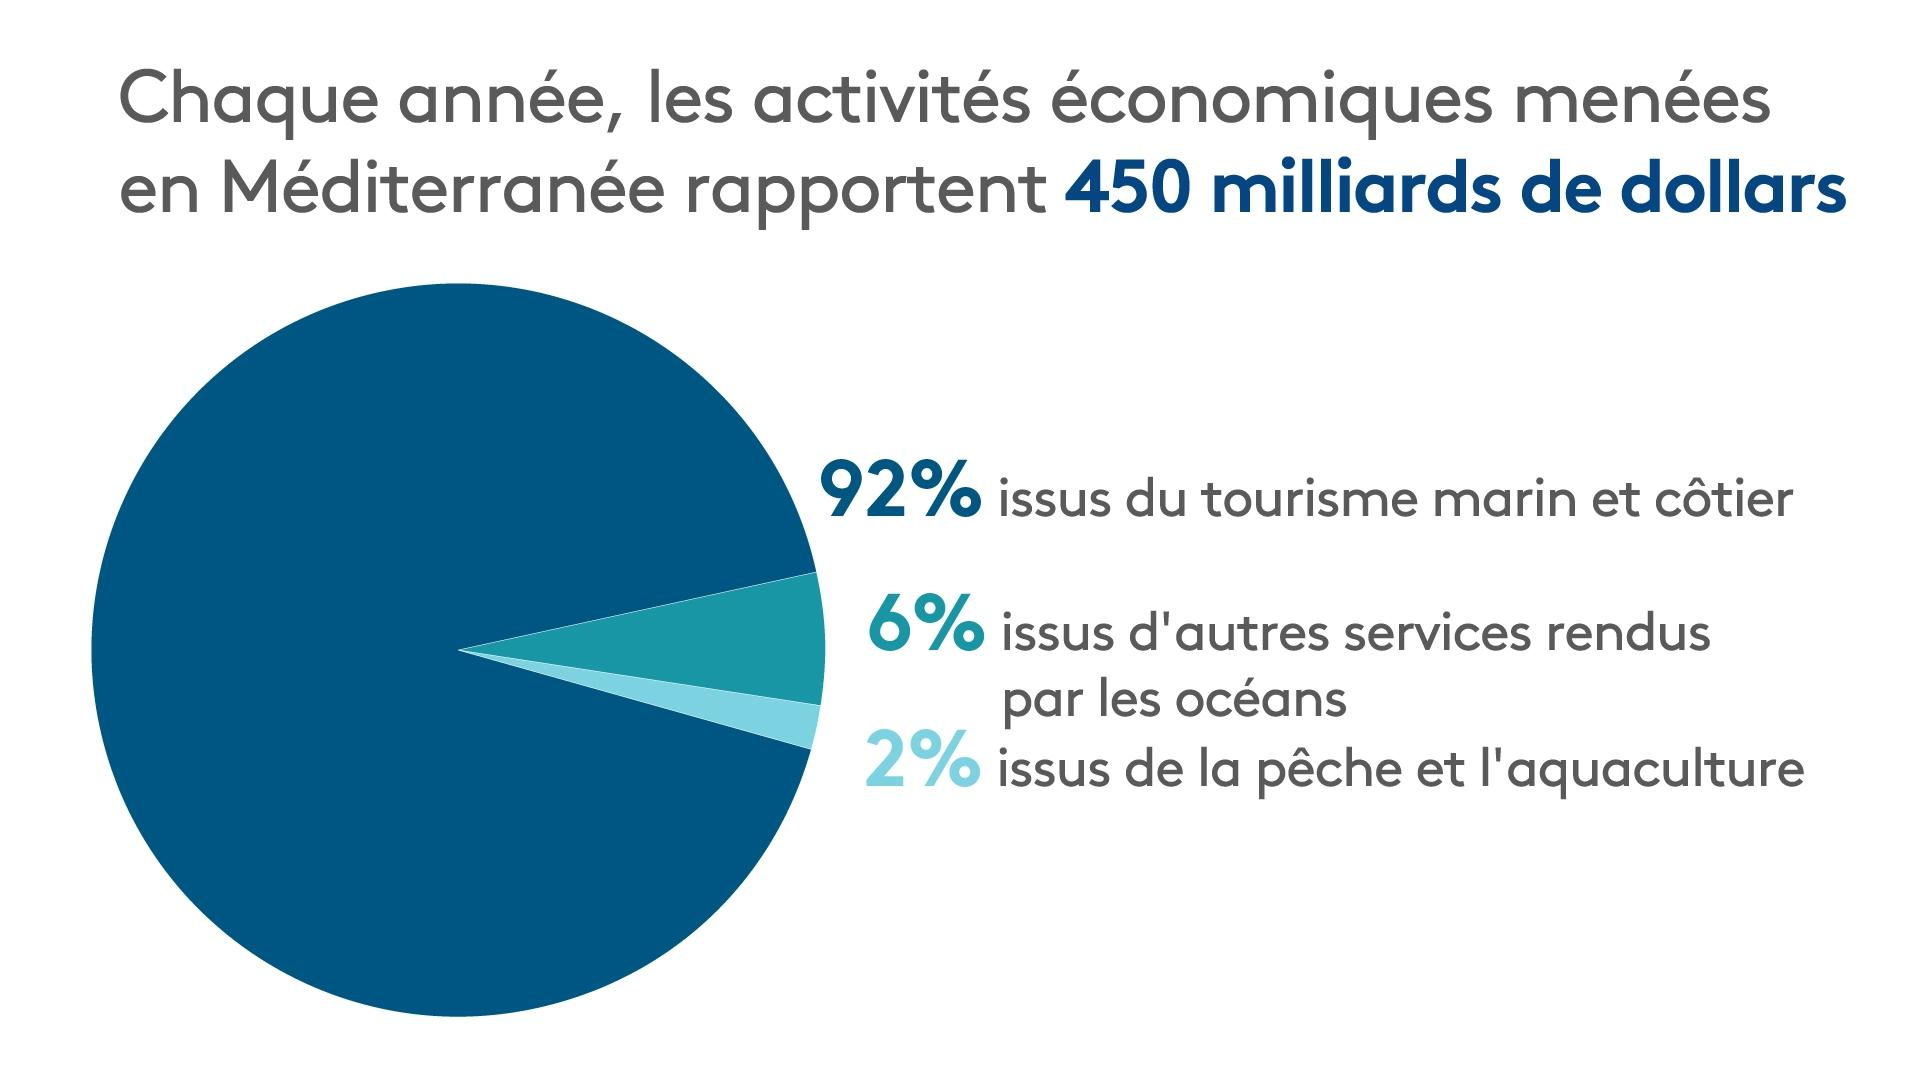 Chaque année, les activités économiques menées
en Méditerranée rapportent 450 milliards de dollars
92% issus du tourisme marin et côtier
6% issus d'autres services rendus
par les océans
2% issus de la pêche et l'aquaculture